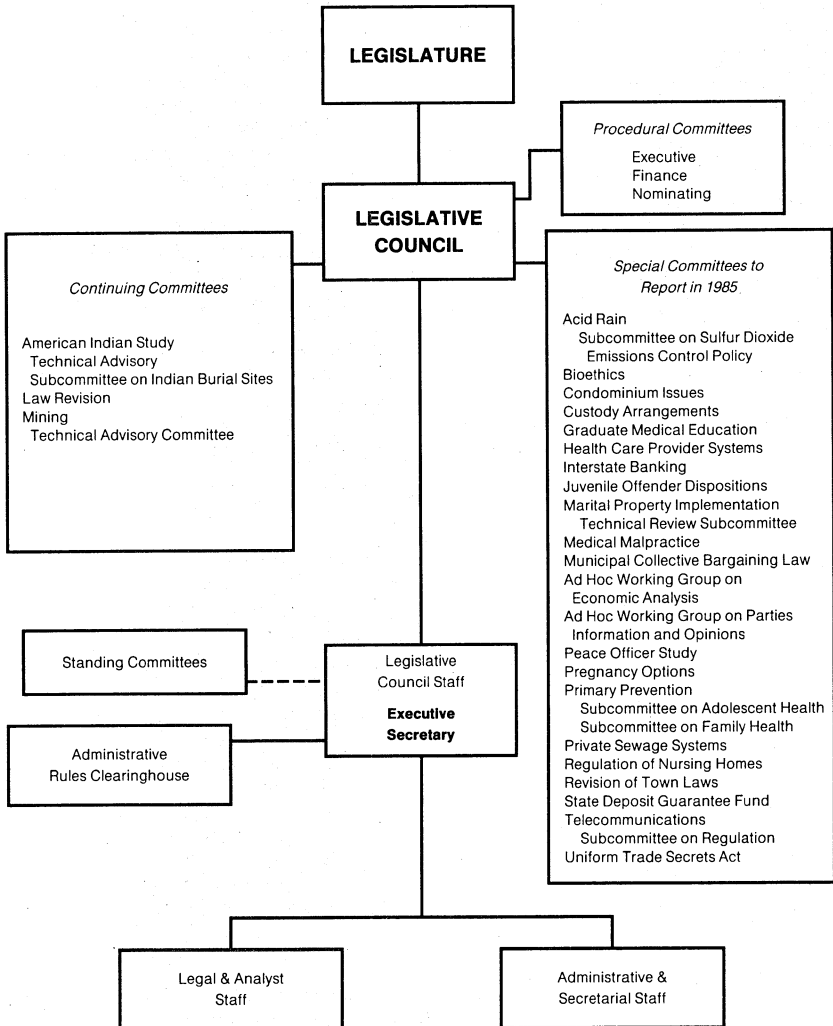 LEGISLATURE
Procedural Committees
Executive
Finance
Nominating
LEGISLATIVE
COUNCIL
Continuing Committees
American Indian Study
Technical Advisory
Subcommittee on Indian Burial Sites
Law Revision
Mining
Technical Advisory Committee
Special Committees to
Report in 1985
Acid Rain
Subcommittee on Sulfur Dioxide
Emissions Control Policy
Bioethics
Condominium Issues
Custody Arrangements
Graduate Medical Education
Health Care Provider Systems
Interstate Banking
Juvenile Offender Dispositions
Marital Property Implementation
Technical Review Subcommittee
Medical Malpractice
Municipal Collective Bargaining Law
Ad Hoc Working Group on
Economic Analysis
Ad Hoc Working Group on Parties
Information and Opinions
Peace Officer Study
Pregnancy Options
Primary Prevention
Subcommittee on Adolescent Health
Subcommittee on Family Health
Private Sewage Systems
Regulation of Nursing Homes
Revision of Town Laws
State Deposit Guarantee Fund
Telecommunications
Subcommittee on Regulation
Uniform Trade Secrets Act
Standing Committees
Legislative
Council Staff
Executive
Secretary
Administrative
Rules Clearinghouse
Legal & Analyst
Staff
Administrative &
Secretarial Staff